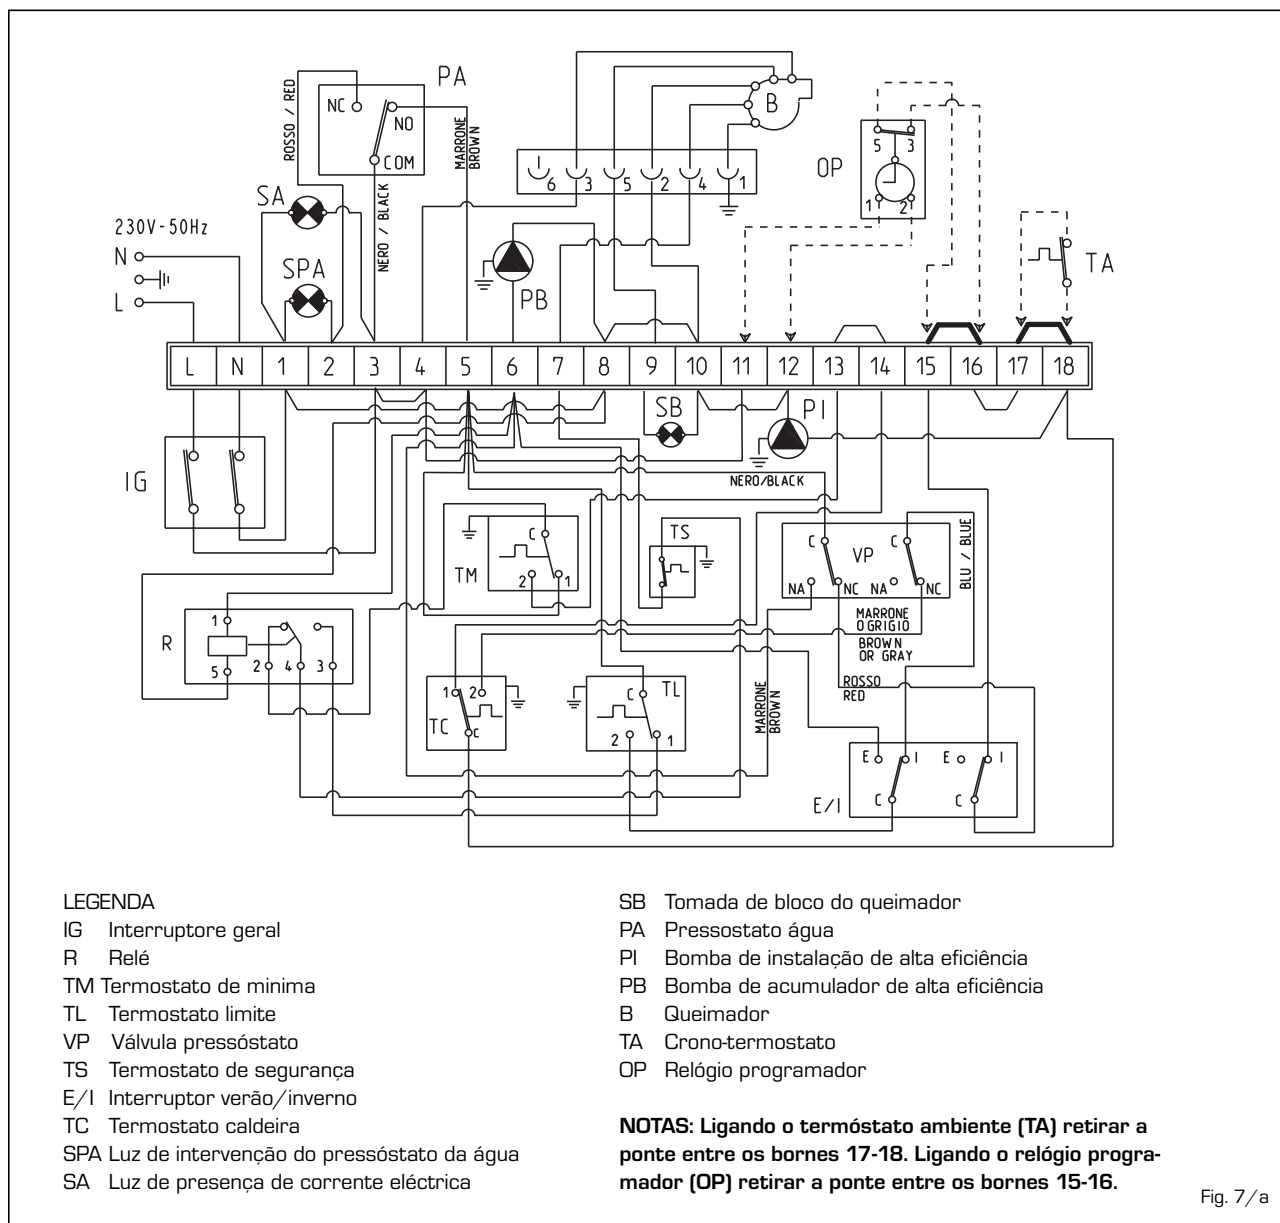 PA
NC
NO
COM
ROSSO / RED
MARRONE
BROWN
NERO / BLACK
B
6 3 5 2 4 1
OP
5 3
1 2
TA
SA
SPA
PB
230V-50Hz
N
L
L N 1 2 3 4 5 6 7 8 9 10 11 12 13 14 15 16 17 18
SB
PI
IG
NERO/BLACK
TM
C
2 1
TS
VP
C C
NA NC NA NC
BLU / BLUE
MARRONE
O GRIGIO
BROWN
OR GRAY
ROSSO
RED
R
1
5 2 4 3
TC
1 2
C
TL
C
2 1
MARRONE
BROWN
E/I
E I E I
C C
LEGENDA
IG Interruptore geral
R Relé
TM Termostato de minima
TL Termostato limite
VP Válvula pressóstato
TS Termostato de segurança
E/I Interruptor verão/inverno
TC Termostato caldeira
SPA Luz de intervenção do pressóstato da água
SA Luz de presença de corrente eléctrica
SB Tomada de bloco do queimador
PA Pressostato água
PI Bomba de instalação de alta eficiência
PB Bomba de acumulador de alta eficiência
B Queimador
TA Crono-termostato
OP Relógio programador
NOTAS: Ligando o termóstato ambiente (TA) retirar a
ponte entre os bornes 17-18. Ligando o relógio progra-
mador (OP) retirar a ponte entre os bornes 15-16.
Fig. 7/a